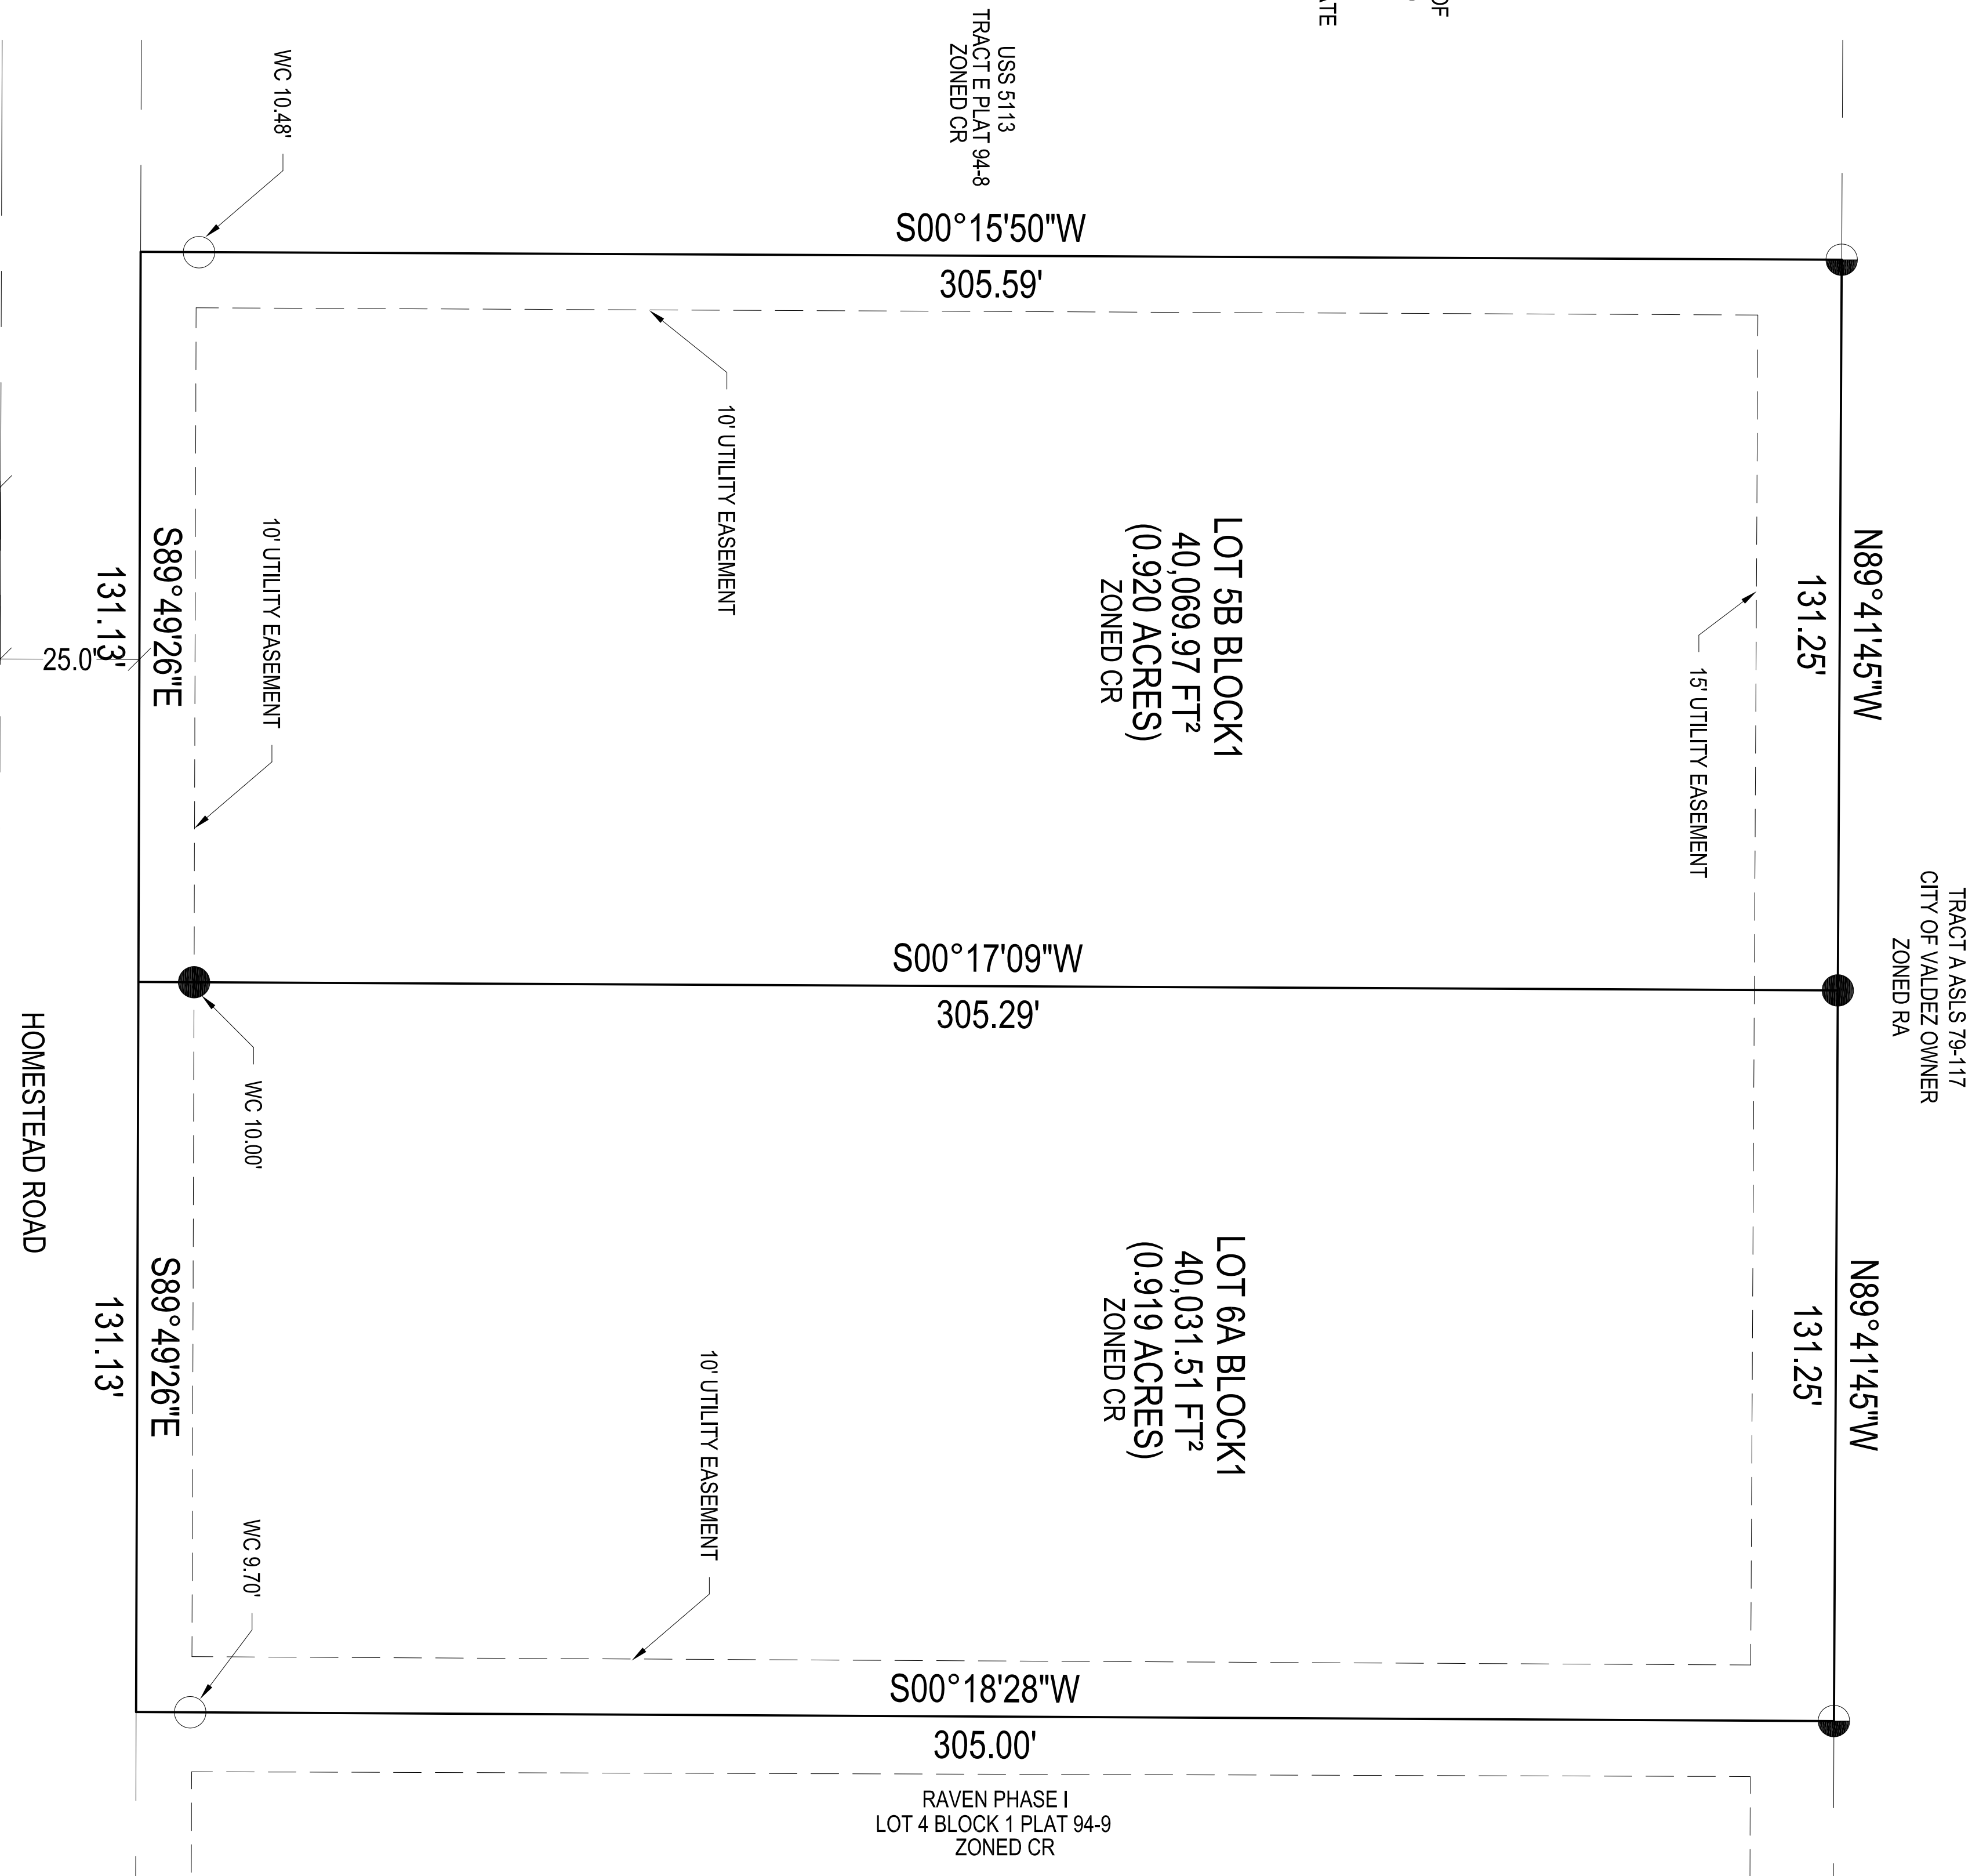 OF
ATE
USS 5113
TRACT E PLAT 94-8
ZONED CR
WC 10.48'
S00°15'50"W
305.59'
10' UTILITY EASEMENT
N89°41'45"W
131.25'
15' UTILITY EASEMENT
LOT 5B BLOCK1
40,069.97 FT²
(0.920 ACRES)
ZONED CR
10' UTILITY EASEMENT
S89°49'26"E
131.13'
25.0'
TRACT A ASLS 79-117
CITY OF VALDEZ OWNER
ZONED RA
S00°17'09"W
305.29'
WC 10.00'
HOMESTEAD ROAD
N89°41'45"W
131.25'
LOT 6A BLOCK1
40,031.51 FT²
(0.919 ACRES)
ZONED CR
10' UTILITY EASEMENT
S89°49'26"E
131.13'
WC 9.70'
S00°18'28"W
305.00'
RAVEN PHASE I
LOT 4 BLOCK 1 PLAT 94-9
ZONED CR